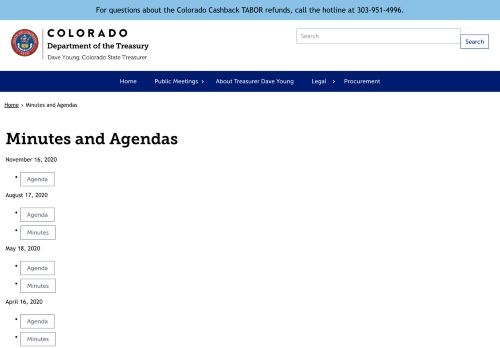 For questions about the Colorado Cashback TABOR refunds, call the hotline at 303-951-4996.
COLORADO
Department of the Treasury
Dave Young, Colorado State Treasurer
Search
Search
Home Public Meetings › About Treasurer Dave Young Legal › Procurement
Home › Minutes and Agendas
Minutes and Agendas
November 16, 2020
• Agenda
August 17, 2020
• Agenda
• Minutes
May 18, 2020
• Agenda
• Minutes
April 16, 2020
• Agenda
• Minutes